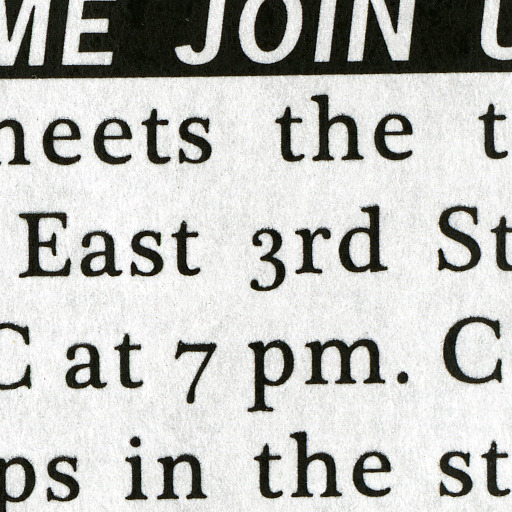 ME JOIN U
neets the t
East 3rd St
C at 7 pm. C
ps in the st